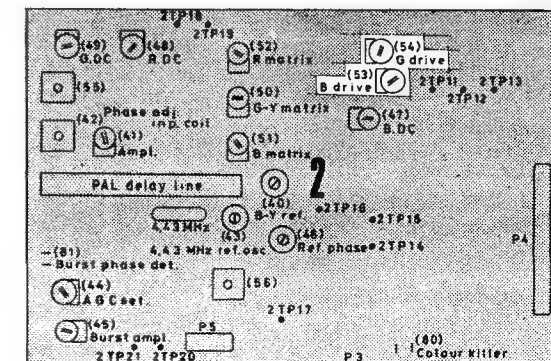 2TP18
2TP19
(49)
G.DC
(48)
R.DC
(52)
R matrix
(54)
G drive
(53)
B drive
2TP11
2TP12
2TP13
(55)
(50)
G-Y matrix
(42)
Phase adj.
inp. coil
(41)
Ampl.
(47)
B.DC
(51)
B matrix
PAL delay line
2
(40)
B-Y ref.
2TP16
2TP15
4,43 MHz
(43)
4,43 MHz ref.osc.
(46)
Ref phase
2TP14
P4
(81)
Burst phase det.
(44)
AGC set.
(56)
2TP17
(45)
Burst ampl.
P5
2TP21
2TP20
P3
(80)
Colour killer